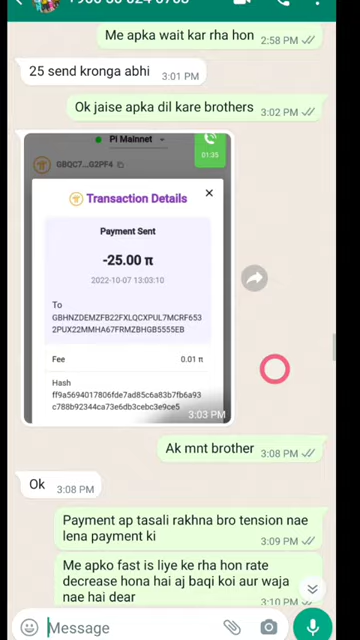 Me apka wait kar rha hon
2:58 PM
25 send kronga abhi
3:01 PM
Ok jaise apka dil kare brothers
3:02 PM
Pi Mainnet
01:35
GBQC7...G2PF4
Transaction Details
Payment Sent
-25.00 π
2022-10-07 13:03:10
To
GBHNZDEMZFB22FXLQCXPUL7MCRF653
2PUX22MMHA67FRMZBHGB5555EB
Fee
0.01 π
Hash
ff9a5694017806fde7ad85c6a83b7fb6a93
c788b92344ca73e6db3cebc3e9ce5
3:03 PM
Ak mnt brother
3:08 PM
Ok
3:08 PM
Payment ap tasali rakhna bro tension nae
lena payment ki
3:09 PM
Me apko fast is liye ke rha hon rate
decrease hona hai aj baqi koi aur waja
nae hai dear
3:10 PM
Message